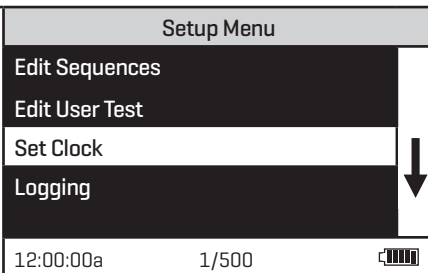 Setup Menu
Edit Sequences
Edit User Test
Set Clock
Logging
12:00:00a 1/500